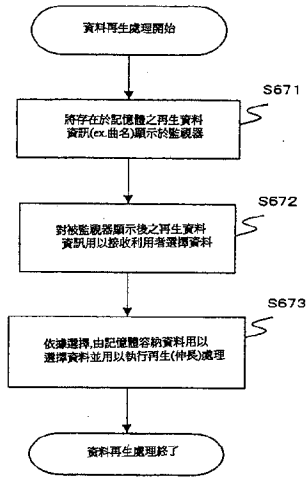 資料再生處理開始
S671
將存在於記憶體之再生資料
資訊(ex.曲名)顯示於監視器
S672
對被監視器顯示後之再生資料
資訊用以接收利用者選擇資料
S673
依據選擇,由記憶體容納資料用以
選擇資料並用以執行再生(伸長)處理
資料再生處理終了